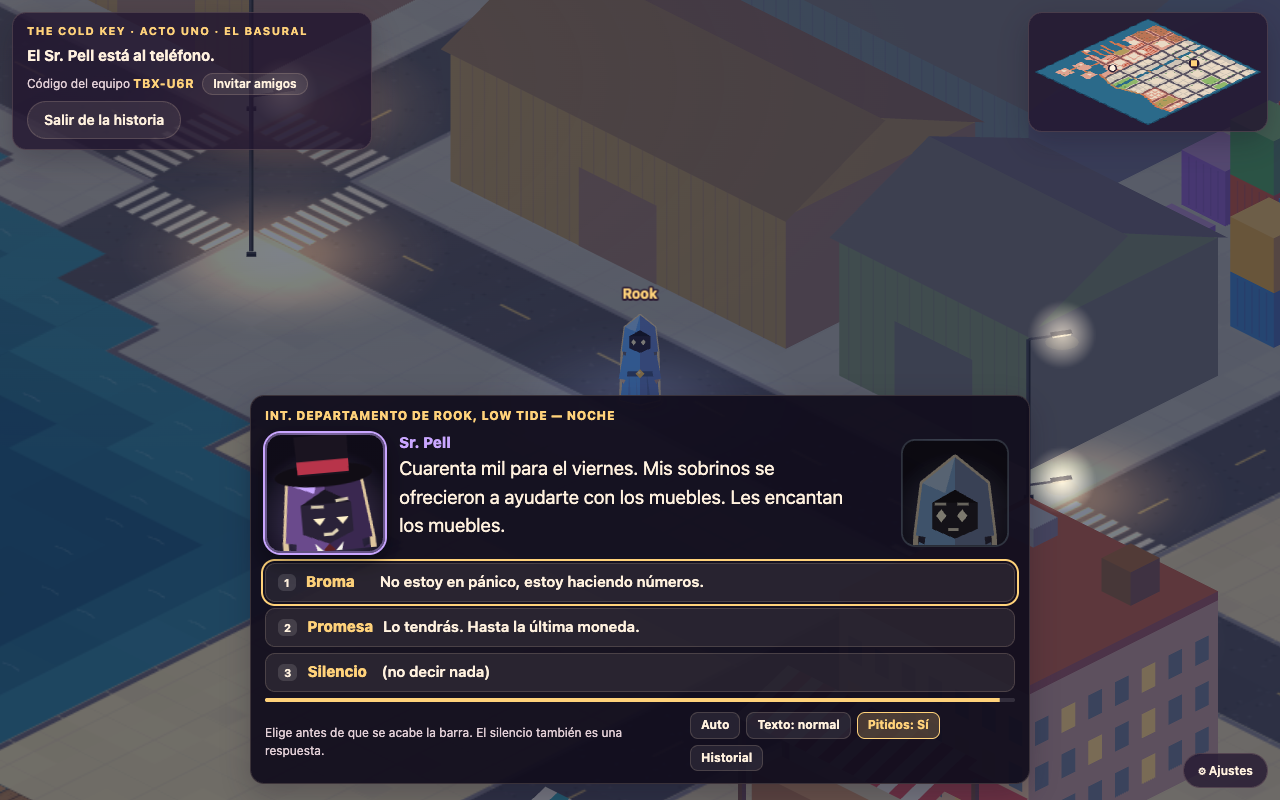 THE COLD KEY · ACTO UNO · EL BASURAL
El Sr. Pell está al teléfono.
Código del equipo TBX-U6R Invitar amigos
Salir de la historia
Rook
INT. DEPARTAMENTO DE ROOK, LOW TIDE — NOCHE
Sr. Pell
Cuarenta mil para el viernes. Mis sobrinos se
ofrecieron a ayudarte con los muebles. Les encantan
los muebles.
1 Broma No estoy en pánico, estoy haciendo números.
2 Promesa Lo tendrás. Hasta la última moneda.
3 Silencio (no decir nada)
Elige antes de que se acabe la barra. El silencio también es una
respuesta.
Auto Texto: normal Pitidos: Sí
Historial
⚙ Ajustes